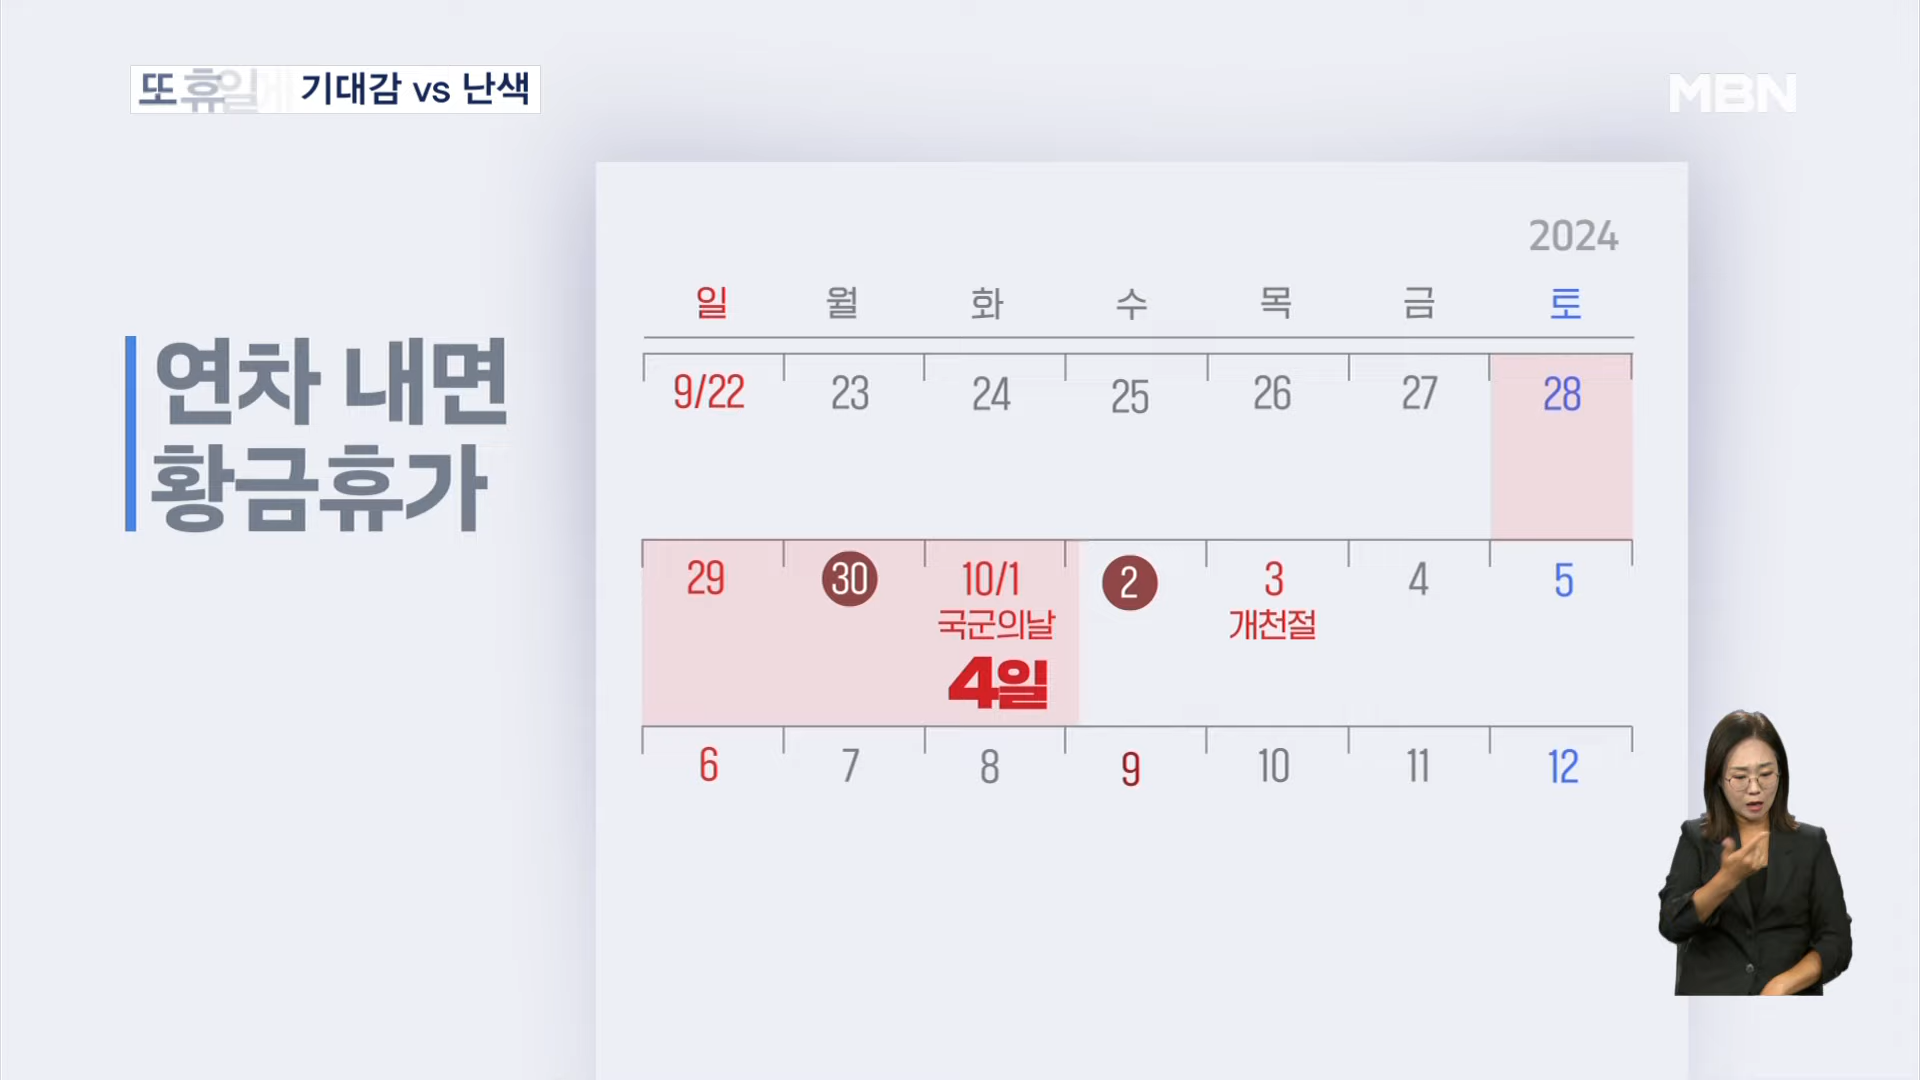 또 휴일에 기대감 vs 난색
MBN
연차 내면
황금휴가
2024
일 월 화 수 목 금 토
9/22 23 24 25 26 27 28
29 30 10/1 2 3 4 5
국군의날 개천절
4일
6 7 8 9 10 11 12